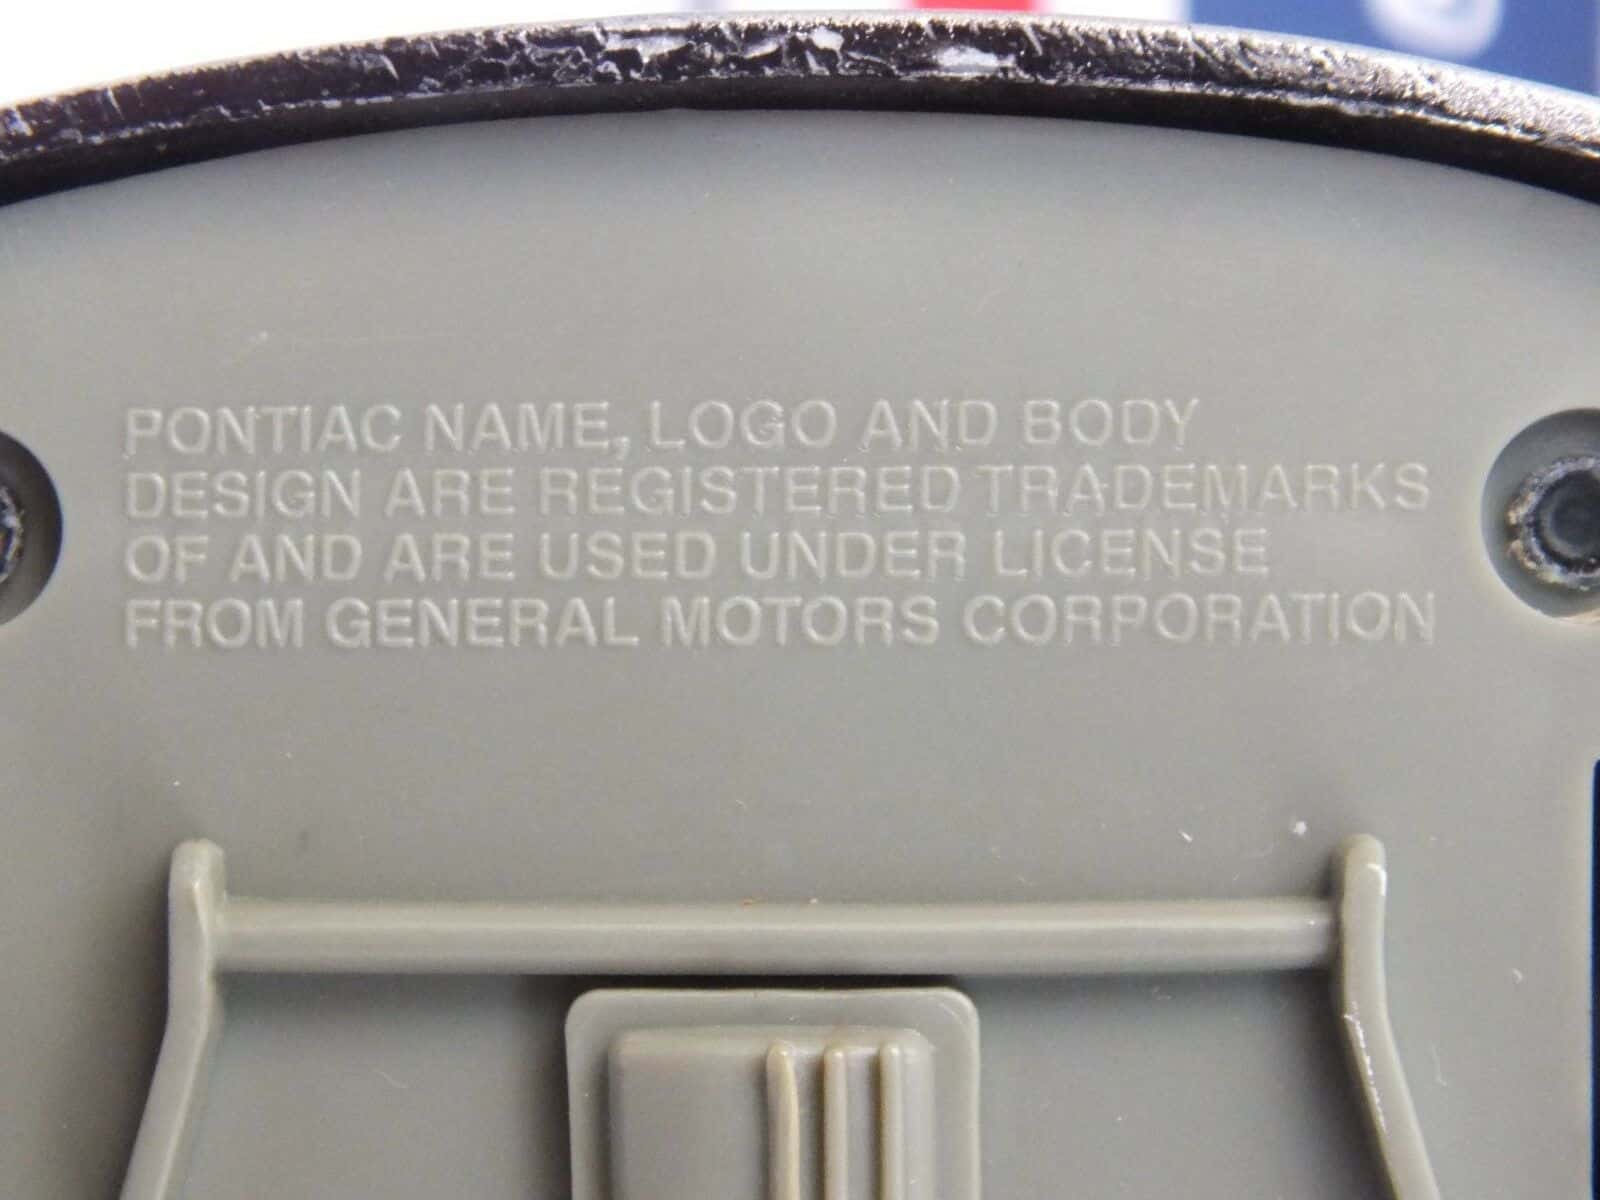 PONTIAC NAME, LOGO AND BODY
DESIGN ARE REGISTERED TRADEMARKS
OF AND ARE USED UNDER LICENSE
FROM GENERAL MOTORS CORPORATION